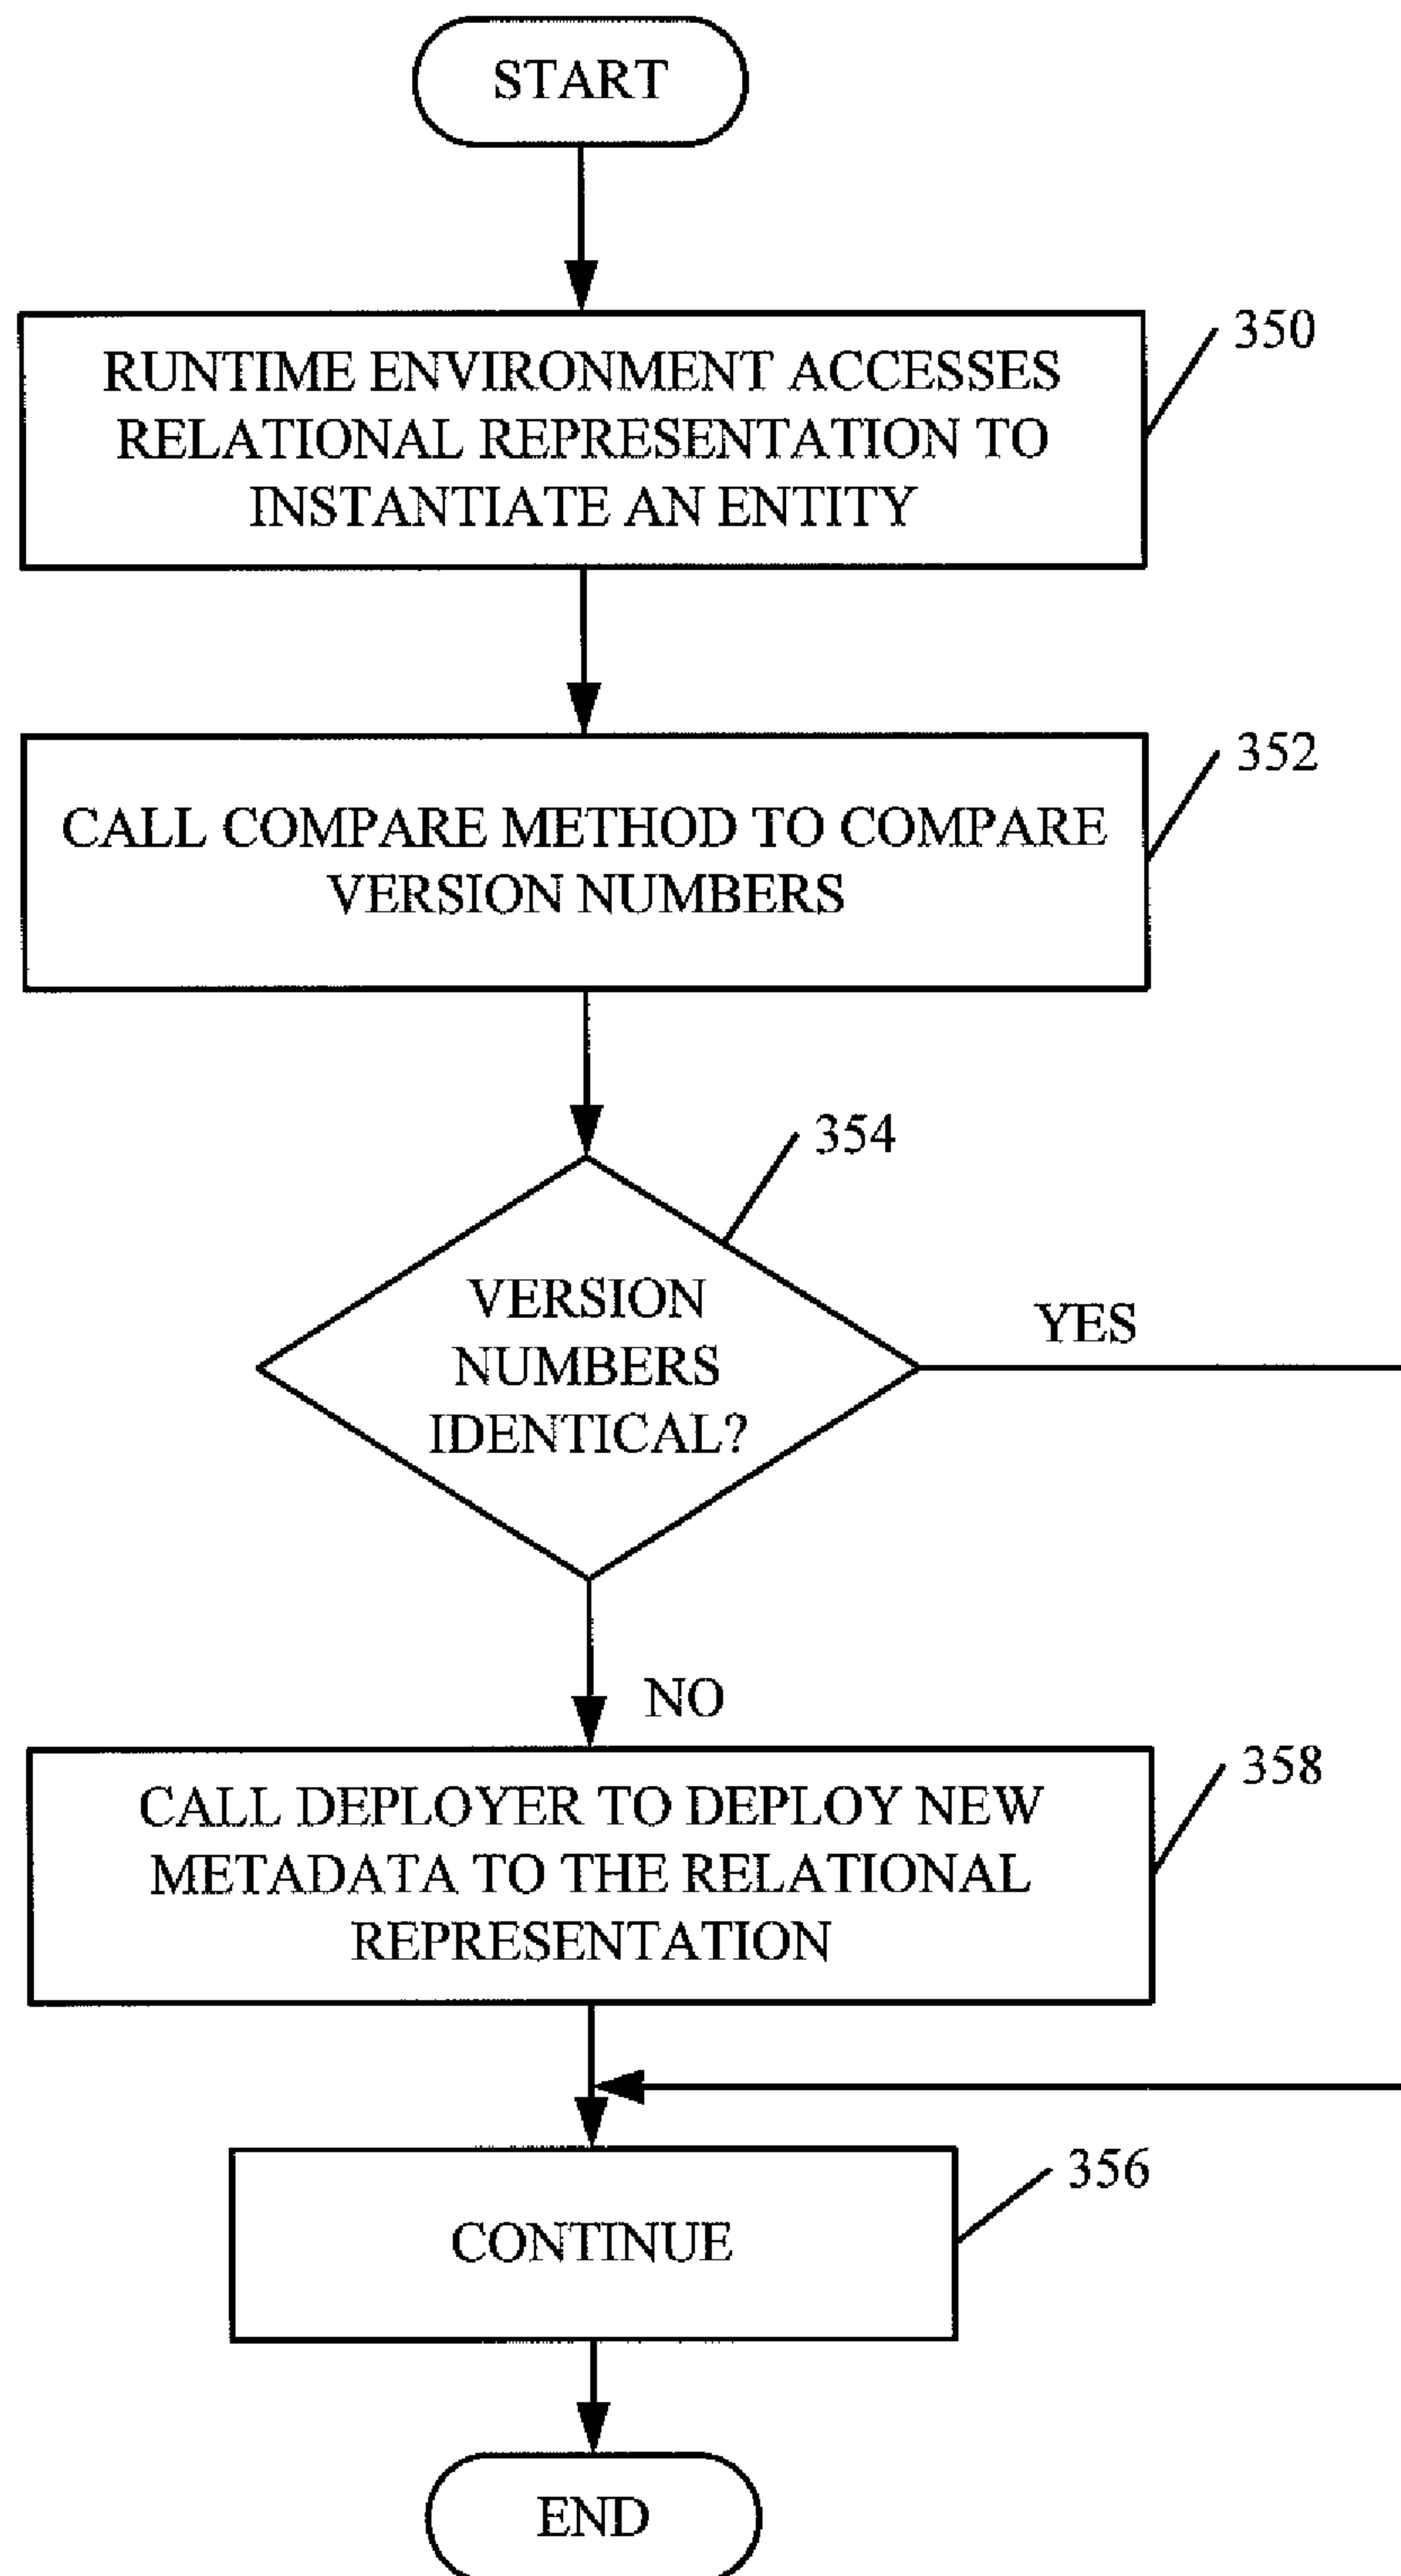 START
RUNTIME ENVIRONMENT ACCESSES
RELATIONAL REPRESENTATION TO
INSTANTIATE AN ENTITY
350
CALL COMPARE METHOD TO COMPARE
VERSION NUMBERS
352
354
VERSION
NUMBERS
IDENTICAL?
YES
NO
CALL DEPLOYER TO DEPLOY NEW
METADATA TO THE RELATIONAL
REPRESENTATION
358
CONTINUE
356
END